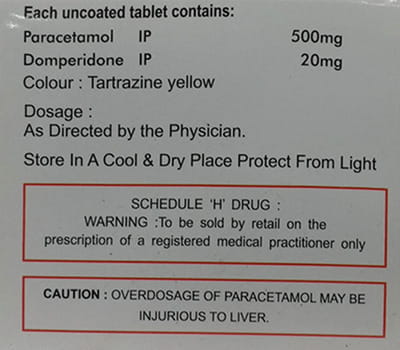 Each uncoated tablet contains:
Paracetamol IP 500mg
Domperidone IP 20mg
Colour : Tartrazine yellow
Dosage :
As Directed by the Physician.
Store In A Cool & Dry Place Protect From Light
SCHEDULE 'H' DRUG :
WARNING :To be sold by retail on the
prescription of a registered medical practitioner only
CAUTION : OVERDOSAGE OF PARACETAMOL MAY BE
INJURIOUS TO LIVER.